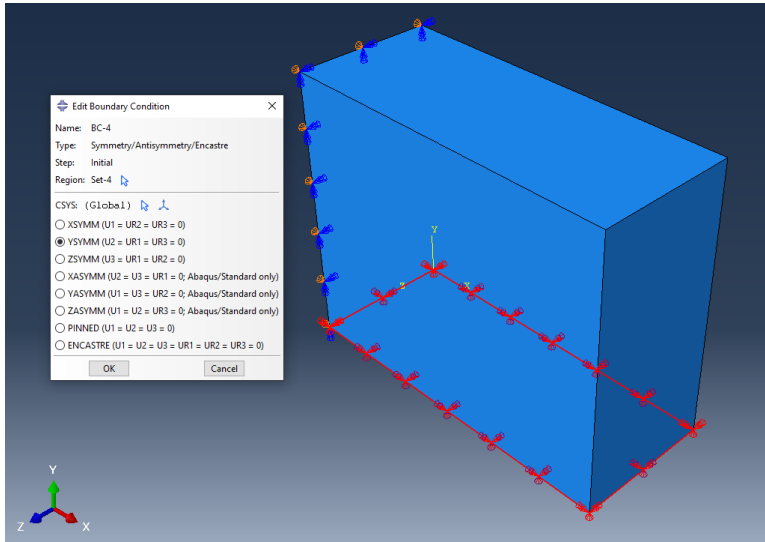 Edit Boundary Condition
Name: BC-4
Type: Symmetry/Antisymmetry/Encastre
Step: Initial
Region: Set-4
CSYS: (Global)
XSYMM (U1 = UR2 = UR3 = 0)
YSYMM (U2 = UR1 = UR3 = 0)
ZSYMM (U3 = UR1 = UR2 = 0)
XASYMM (U2 = U3 = UR1 = 0; Abaqus/Standard only)
YASYMM (U1 = U3 = UR2 = 0; Abaqus/Standard only)
ZASYMM (U1 = U2 = UR3 = 0; Abaqus/Standard only)
PINNED (U1 = U2 = U3 = 0)
ENCASTRE (U1 = U2 = U3 = UR1 = UR2 = UR3 = 0)
OK Cancel
Y
Z X
Y
Z X